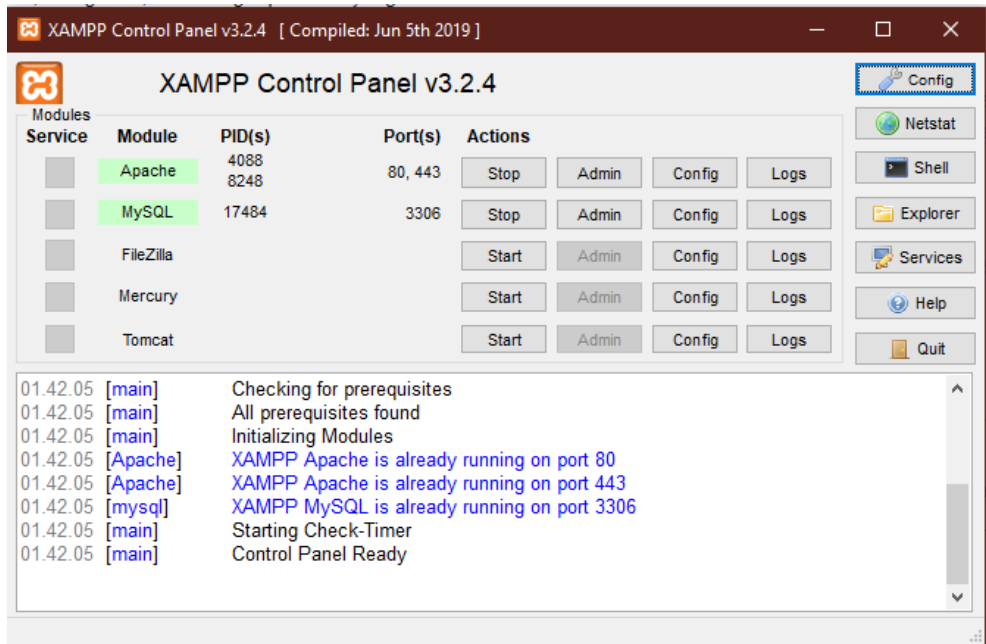 XAMPP Control Panel v3.2.4 [ Compiled: Jun 5th 2019 ]
XAMPP Control Panel v3.2.4
Config
Modules
Service Module PID(s) Port(s) Actions
Netstat
Apache 4088 8248 80, 443 Stop Admin Config Logs
Shell
MySQL 17484 3306 Stop Admin Config Logs
Explorer
FileZilla Start Admin Config Logs
Services
Mercury Start Admin Config Logs
Help
Tomcat Start Admin Config Logs
Quit
01.42.05 [main] Checking for prerequisites
01.42.05 [main] All prerequisites found
01.42.05 [main] Initializing Modules
01.42.05 [Apache] XAMPP Apache is already running on port 80
01.42.05 [Apache] XAMPP Apache is already running on port 443
01.42.05 [mysql] XAMPP MySQL is already running on port 3306
01.42.05 [main] Starting Check-Timer
01.42.05 [main] Control Panel Ready